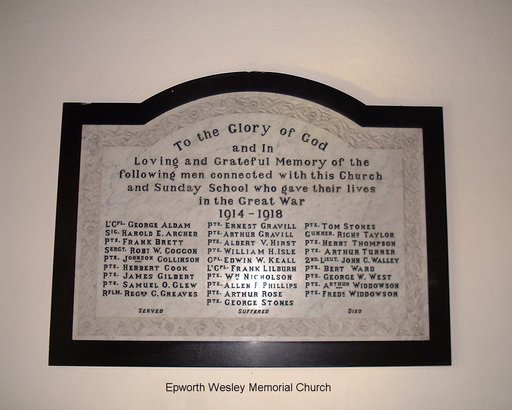 To the Glory of God
and In
Loving and Grateful Memory of the
following men connected with this Church
and Sunday School who gave their lives
in the Great War
1914-1918
L'CPL. GEORGE ALDAM
SIG. HAROLD E. ARCHER
PTE. FRANK BRETT
SERGT. ROBT W. COGGON
PTE. JOHNSON COLLINSON
PTE. HERBERT COOK
PTE. JAMES GILBERT
PTE. SAMUEL O. GLEW
RFLM. REGND C. GREAVES
PTE. ERNEST GRAVILL
PTE. ARTHUR GRAVILL
PTE. ALBERT V. HIRST
PTE. WILLIAM H. ISLE
CPL. EDWIN W. KEALL
L'CPL. FRANK LILBURN
PTE. WM NICHOLSON
PTE. ALLEN F. PHILLIPS
PTE. ARTHUR ROSE
PTE. GEORGE STONES
PTE. TOM STONES
GUNNER. RICHD TAYLOR
PTE. HERBT THOMPSON
PTE. ARTHUR TURNER
2ND. LIEUT. JOHN C. WALLEY
PTE. BERT WARD
PTE. GEORGE W. WEST
PTE. ARTHUR WIDDOWSON
PTE. FREDK WIDDOWSON
SERVED SUFFERED DIED
Epworth Wesley Memorial Church